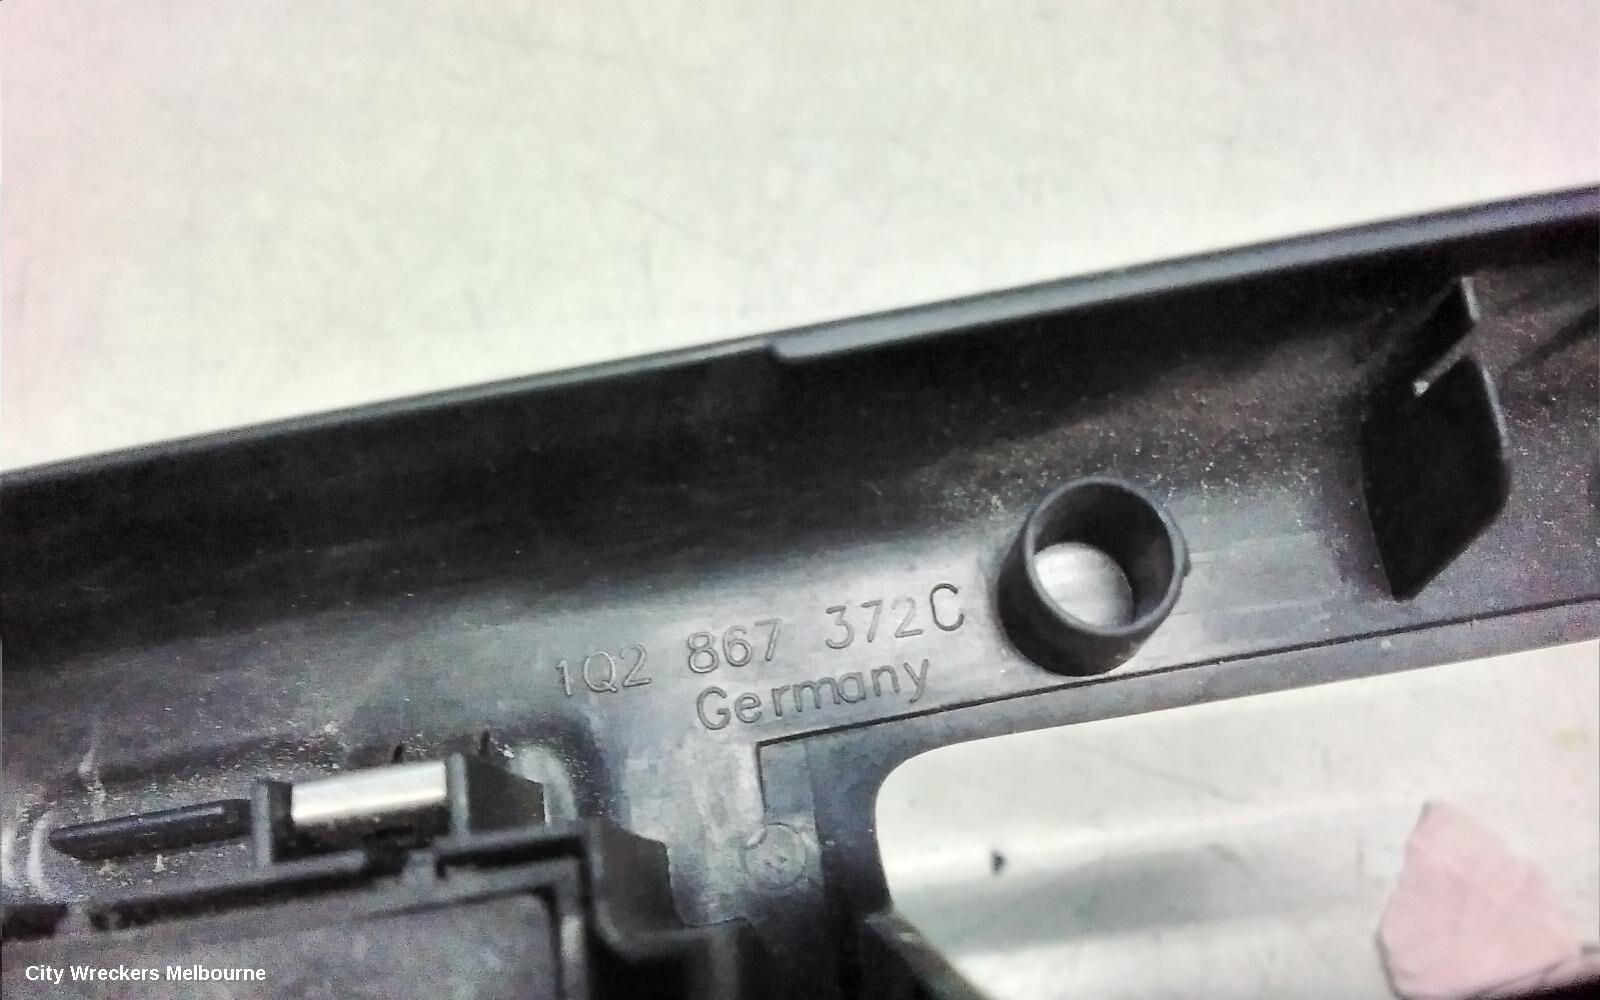 1Q2 867 372C
Germany
City Wreckers Melbourne